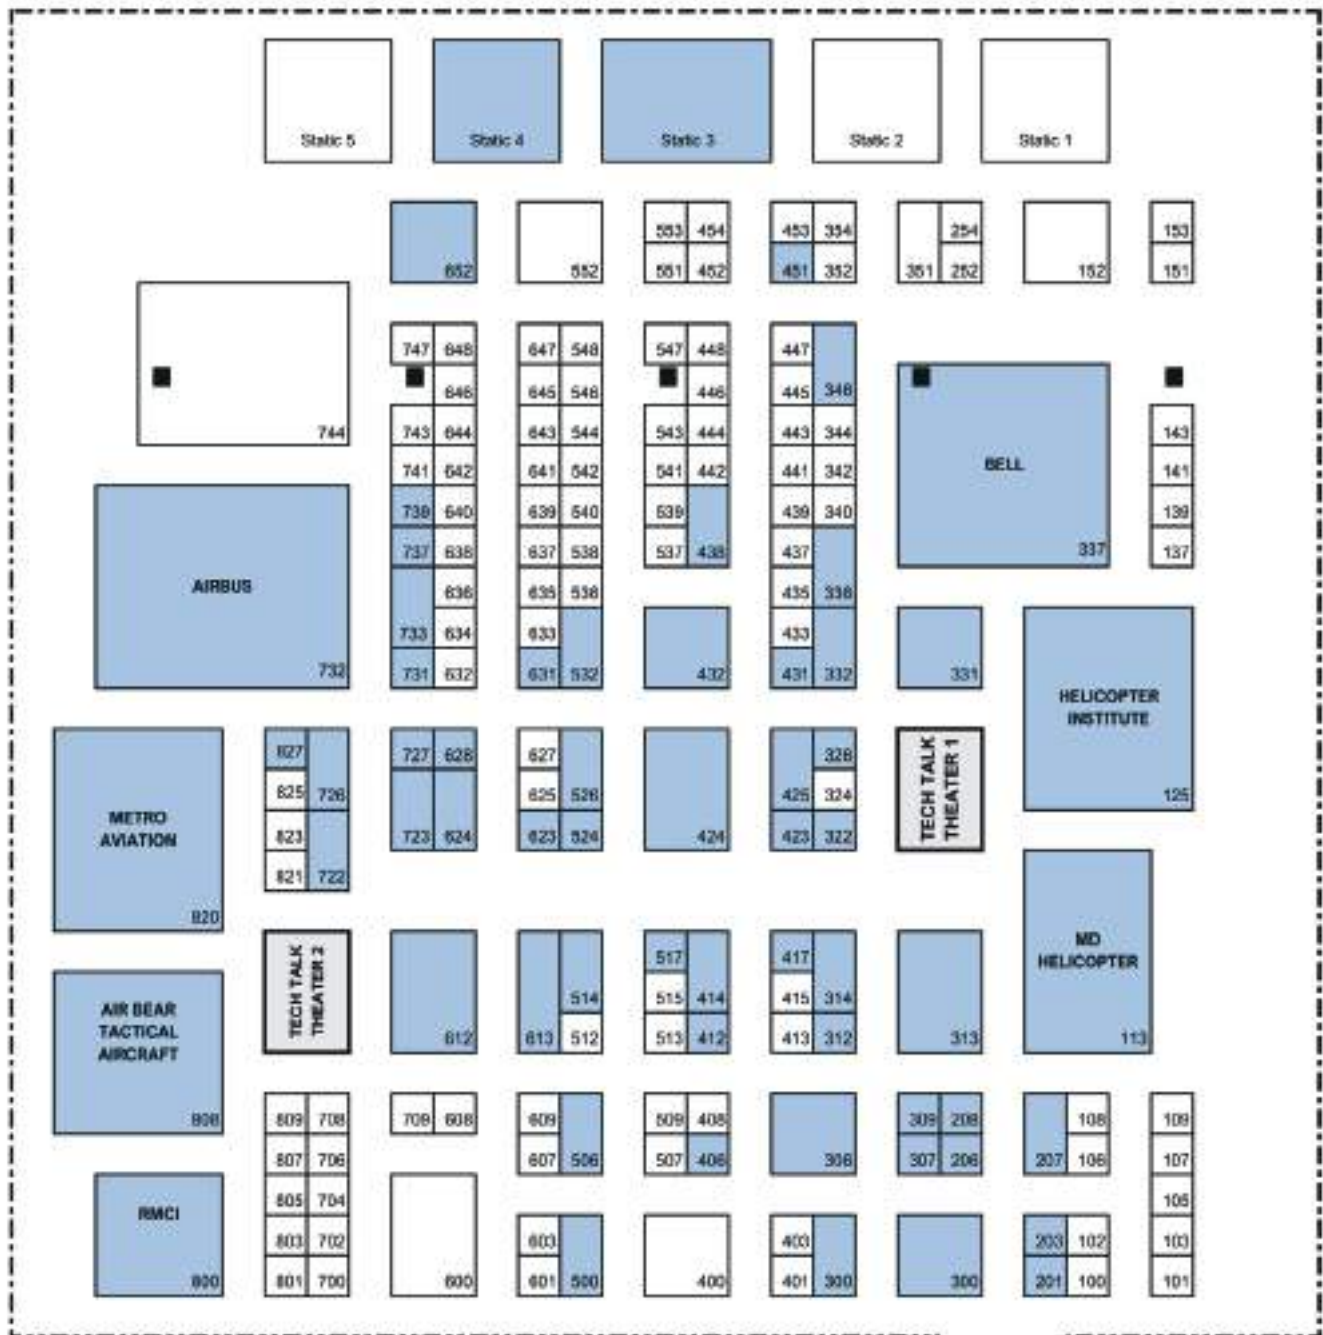 Static 5 Static 4 Static 3 Static 2 Static 1
553 454 453 354 254 153
652 552 551 452 451 352 351 252 152 151
747 648 647 548 547 448 447
646 645 546 446 445 346
744 743 644 643 544 543 444 443 344 143
741 642 641 542 541 442 441 342 BELL 141
739 640 639 540 539 439 340 139
737 638 637 538 537 438 437 337 137
AIRBUS 636 635 536 435 336
733 634 633 433
732 731 632 631 532 432 431 332 331
HELICOPTER
INSTITUTE
827 727 628 627 326 TECH TALK
THEATER 1
825 726 625 526 425 324 125
METRO
AVIATION
823 723 624 623 524 424 423 322
821 722
820
517 417 MD
HELICOPTER
TECH TALK
THEATER 2
AIR BEAR
TACTICAL
AIRCRAFT
514 515 414 415 314
612 613 512 513 412 413 312 313 113
808 809 708 709 608 609 509 408 309 208 108 109
807 706 607 506 507 406 306 307 206 207 106 107
RMCI 805 704 105
803 702 603 403 203 102 103
800 801 700 600 601 500 400 401 300 300 201 100 101